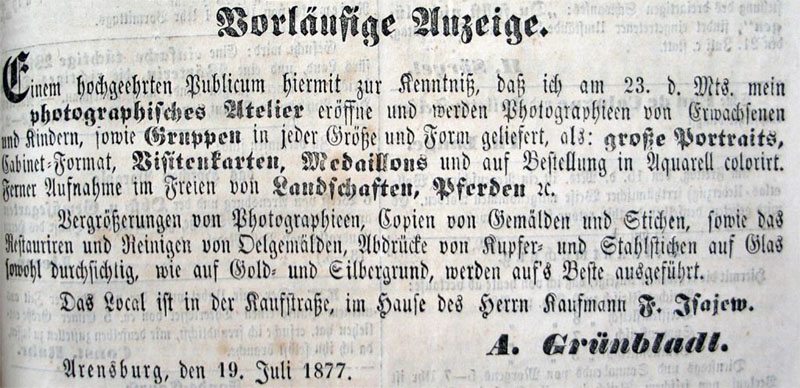 Vorläufige Anzeige.
Einem hochgeehrten Publicum hiermit zur Kenntniß, daß ich am 23. d. Mts. mein
photographisches Atelier eröffne und werden Photographieen von Erwachsenen
und Kindern, sowie Gruppen in jeder Größe und Form geliefert, als: große Portraits,
Cabinet-Format, Visitenkarten, Medaillons und auf Bestellung in Aquarell colorirt.
Ferner Aufnahme im Freien von Landschaften, Pferden ꝛc.
Vergrößerungen von Photographieen, Copien von Gemälden und Stichen, sowie das
Restauriren und Reinigen von Oelgemälden, Abdrücke von Kupfer- und Stahlstichen auf Glas
sowohl durchsichtig, wie auf Gold- und Silbergrund, werden auf's Beste ausgeführt.
Das Local ist in der Kaufstraße, im Hause des Herrn Kaufmann F. Isajew.
A. Grünbladl.
Arensburg, den 19. Juli 1877.